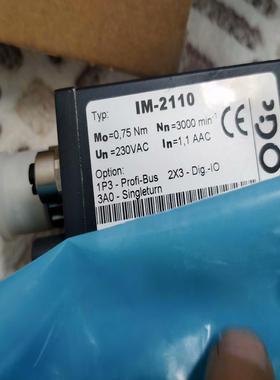 Typ: IM-2110
Mo=0,75 Nm Nn=3000 min⁻¹
Un=230VAC In=1,1 AAC
Option:
1P3 - Profi-Bus 2X3 - Dig.-IO
3A0 - Singleturn
CE